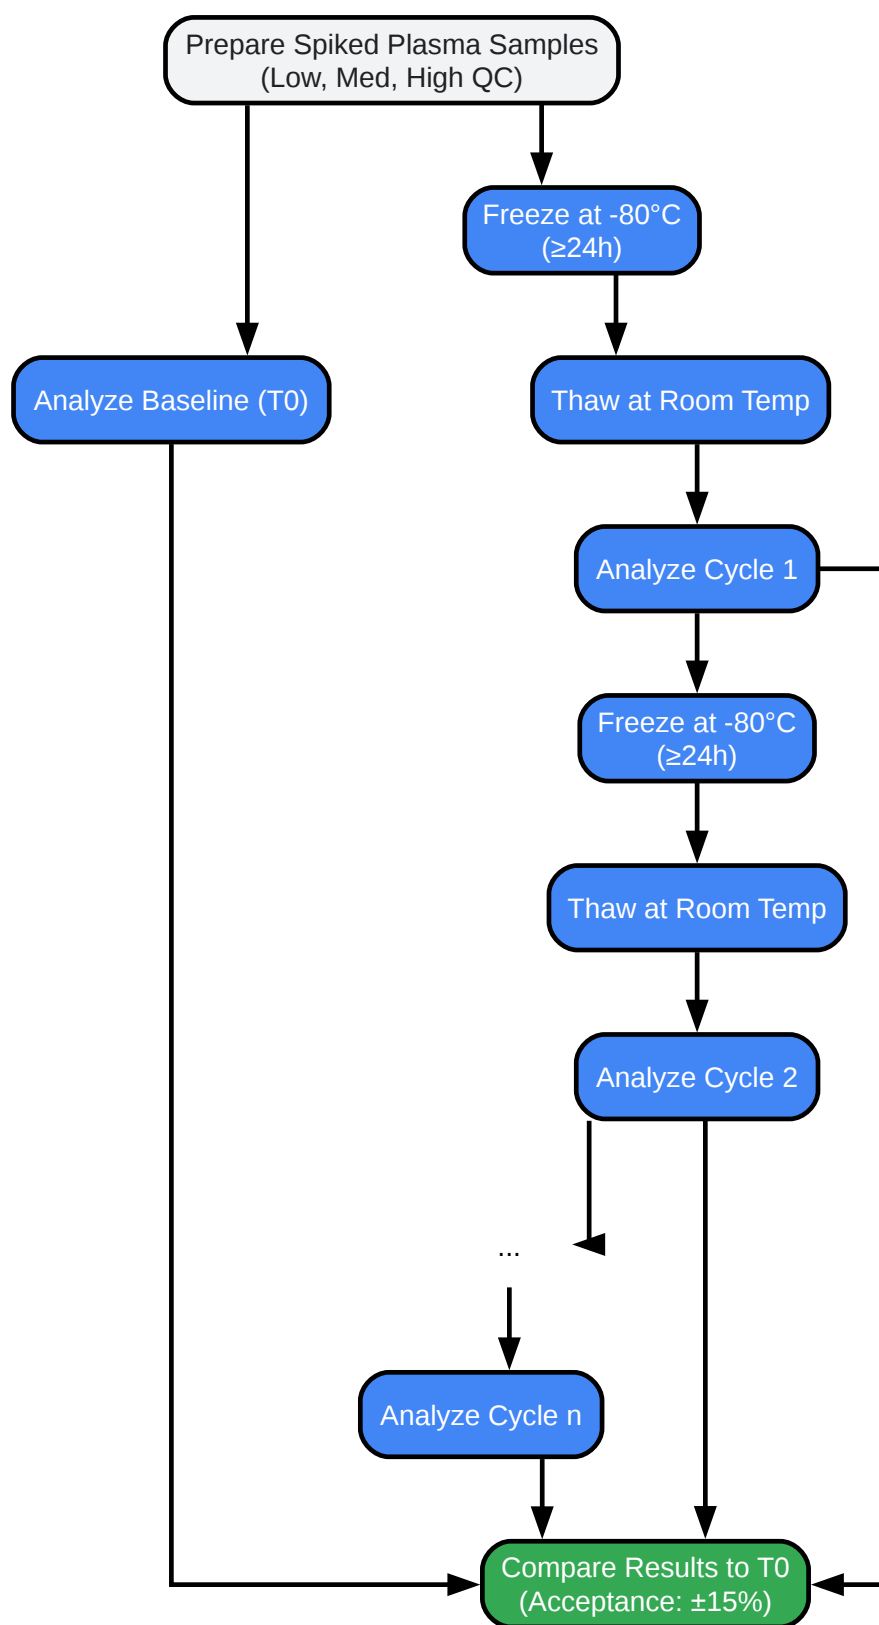 Prepare Spiked Plasma Samples
(Low, Med, High QC)
Freeze at -80°C
(≥24h)
Analyze Baseline (T0)
Thaw at Room Temp
Analyze Cycle 1
Freeze at -80°C
(≥24h)
Thaw at Room Temp
Analyze Cycle 2
...
Analyze Cycle n
Compare Results to T0
(Acceptance: ±15%)